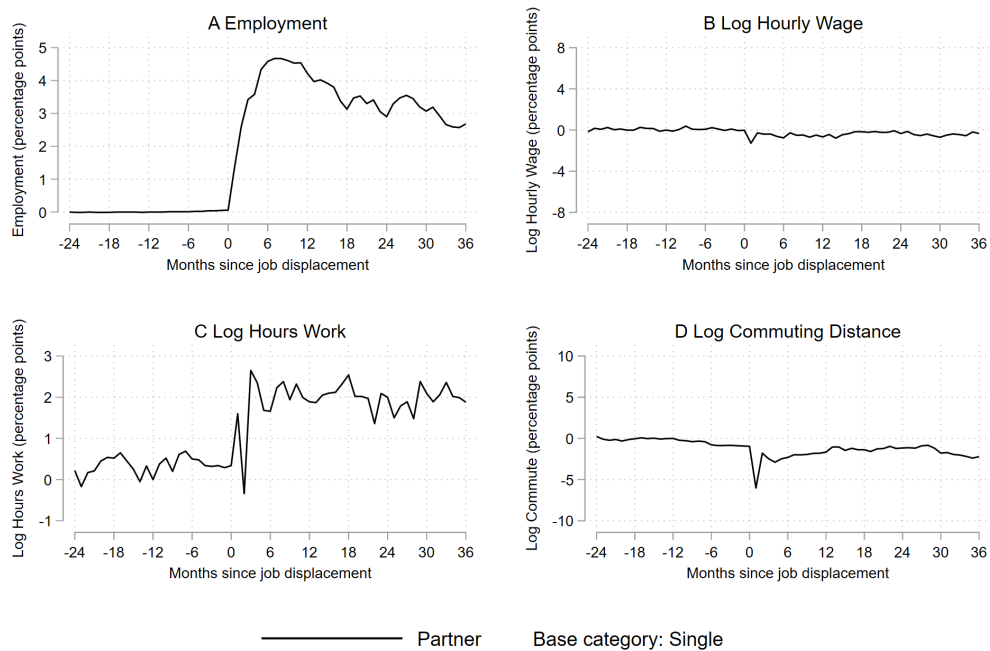 A Employment
Employment (percentage points)
5
4
3
2
1
0
-24 -18 -12 -6 0 6 12 18 24 30 36
Months since job displacement
B Log Hourly Wage
Log Hourly Wage (percentage points)
8
4
0
-4
-8
-24 -18 -12 -6 0 6 12 18 24 30 36
Months since job displacement
C Log Hours Work
Log Hours Work (percentage points)
3
2
1
0
-1
-24 -18 -12 -6 0 6 12 18 24 30 36
Months since job displacement
D Log Commuting Distance
Log Commute (percentage points)
10
5
0
-5
-10
-24 -18 -12 -6 0 6 12 18 24 30 36
Months since job displacement
Partner Base category: Single